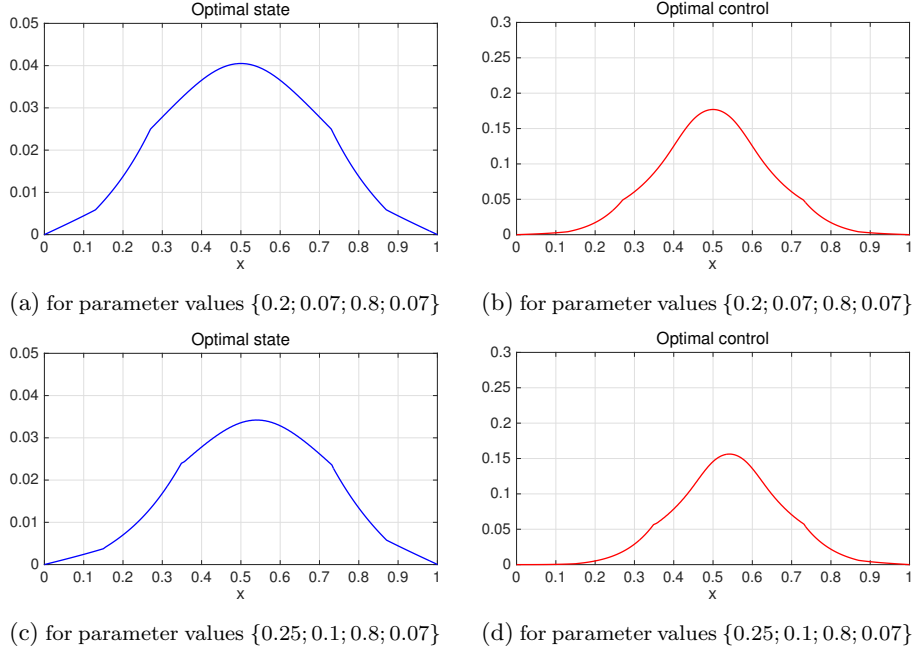 Optimal state
0.05
0.04
0.03
0.02
0.01
0
0 0.1 0.2 0.3 0.4 0.5 0.6 0.7 0.8 0.9 1
x
(a) for parameter values {0.2; 0.07; 0.8; 0.07}
Optimal control
0.3
0.25
0.2
0.15
0.1
0.05
0
0 0.1 0.2 0.3 0.4 0.5 0.6 0.7 0.8 0.9 1
x
(b) for parameter values {0.2; 0.07; 0.8; 0.07}
Optimal state
0.05
0.04
0.03
0.02
0.01
0
0 0.1 0.2 0.3 0.4 0.5 0.6 0.7 0.8 0.9 1
x
(c) for parameter values {0.25; 0.1; 0.8; 0.07}
Optimal control
0.3
0.25
0.2
0.15
0.1
0.05
0
0 0.1 0.2 0.3 0.4 0.5 0.6 0.7 0.8 0.9 1
x
(d) for parameter values {0.25; 0.1; 0.8; 0.07}